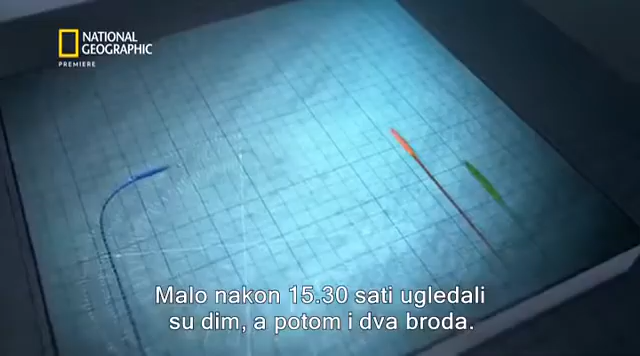 NATIONAL
GEOGRAPHIC
PREMIERE
Malo nakon 15.30 sati ugledali
su dim, a potom i dva broda.